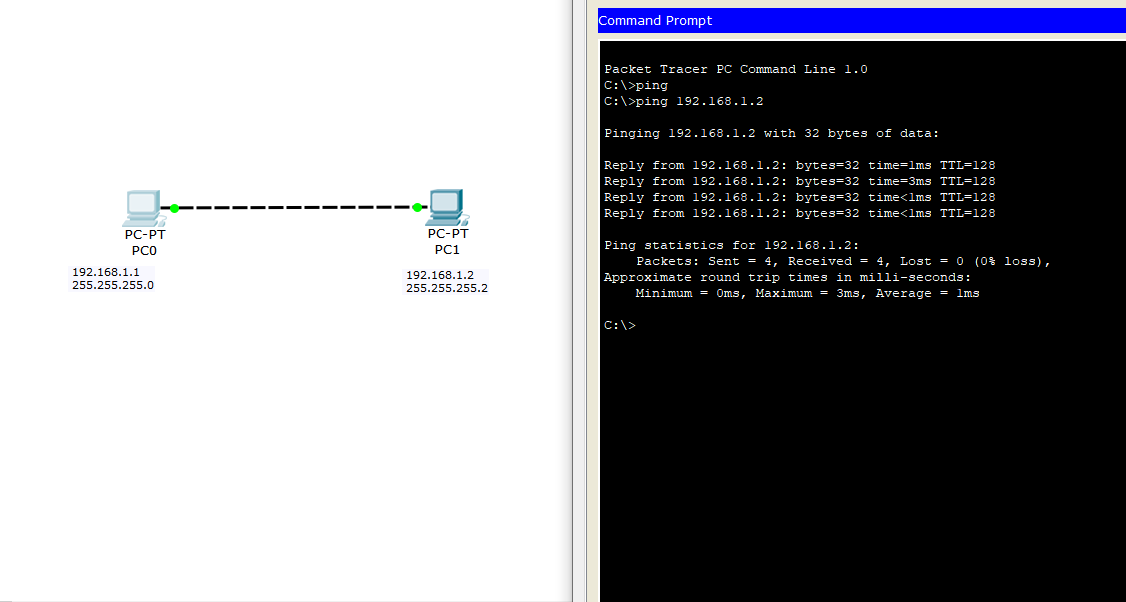 PC-PT
PC0
192.168.1.1
255.255.255.0
PC-PT
PC1
192.168.1.2
255.255.255.2
Command Prompt
Packet Tracer PC Command Line 1.0
C:\>ping
C:\>ping 192.168.1.2
Pinging 192.168.1.2 with 32 bytes of data:
Reply from 192.168.1.2: bytes=32 time=1ms TTL=128
Reply from 192.168.1.2: bytes=32 time=3ms TTL=128
Reply from 192.168.1.2: bytes=32 time<1ms TTL=128
Reply from 192.168.1.2: bytes=32 time<1ms TTL=128
Ping statistics for 192.168.1.2:
Packets: Sent = 4, Received = 4, Lost = 0 (0% loss),
Approximate round trip times in milli-seconds:
Minimum = 0ms, Maximum = 3ms, Average = 1ms
C:\>